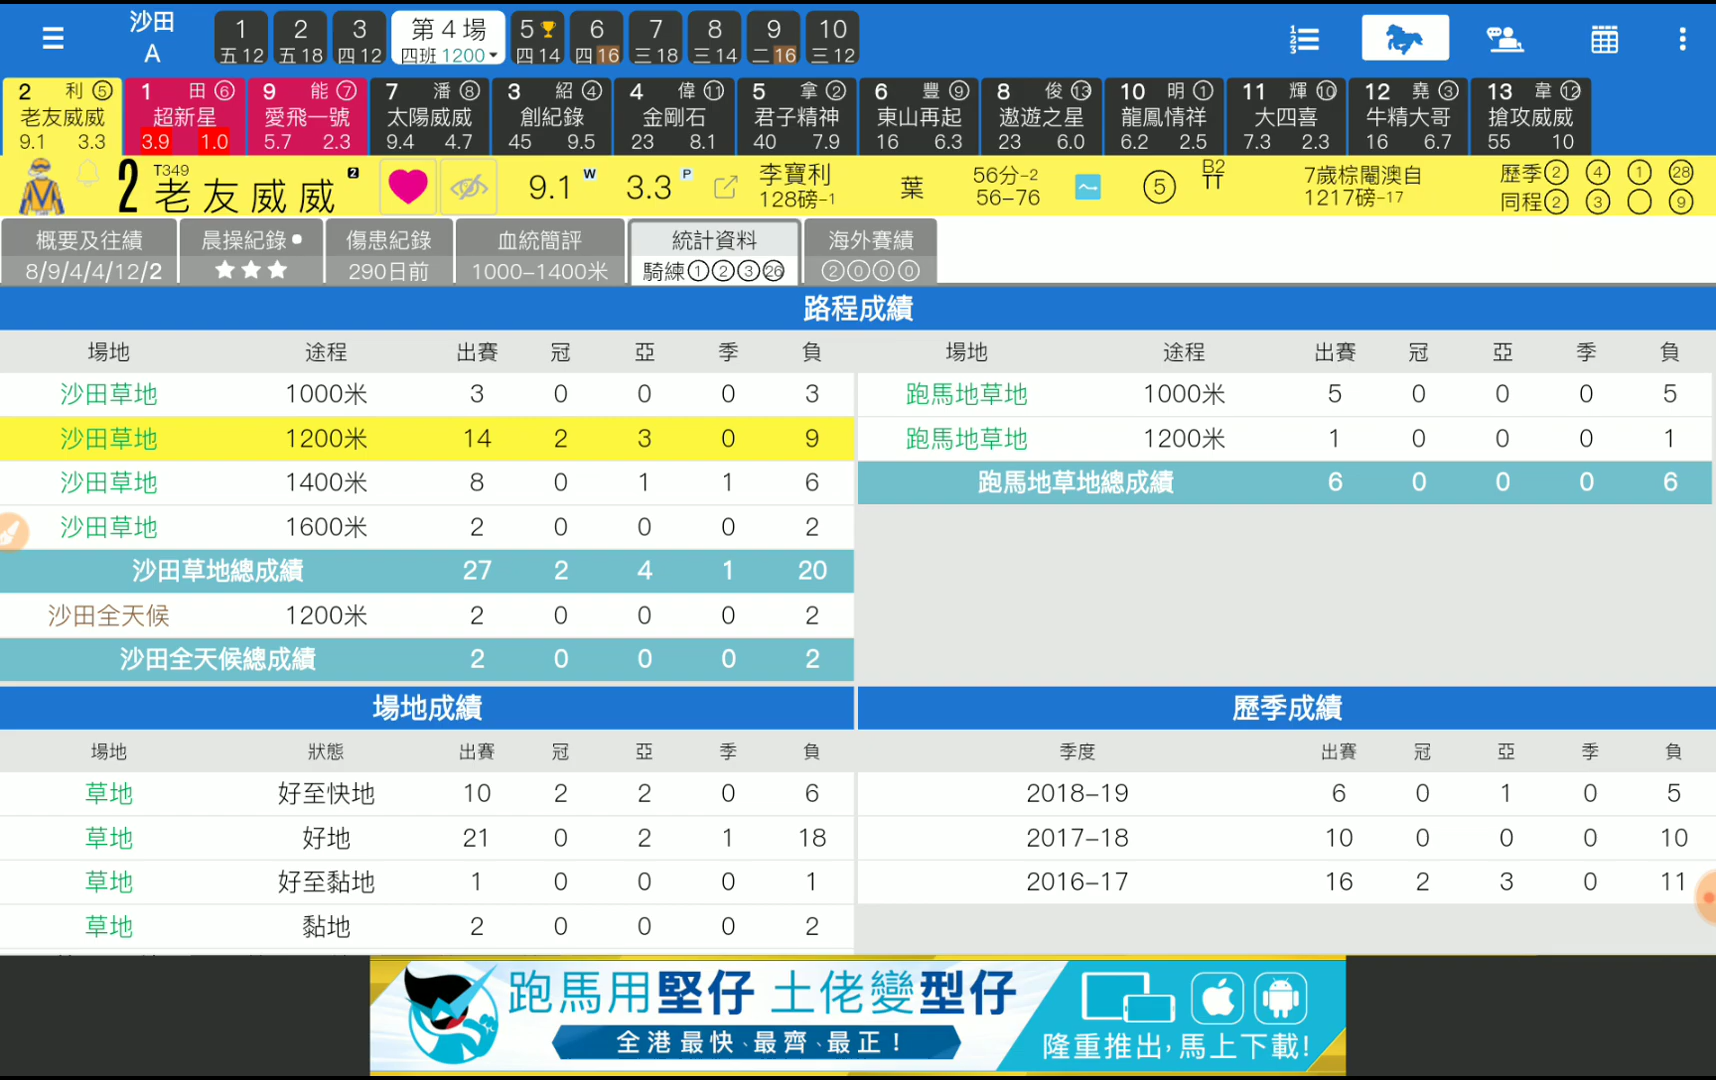 沙田
A
1
五 12
2
五 18
3
四 12
第 4 場
四班 1200
5
四 14
6
四 16
7
三 18
8
三 14
9
二 16
10
三 12
2 利 ⑤
老友威威
9.1 3.3
1 田 ⑥
超新星
3.9 1.0
9 能 ⑦
愛飛一號
5.7 2.3
7 潘 ⑧
太陽威威
9.4 4.7
3 紹 ④
創紀錄
45 9.5
4 偉 ⑪
金剛石
23 8.1
5 拿 ②
君子精神
40 7.9
6 豐 ⑨
東山再起
16 6.3
8 俊 ⑬
遨遊之星
23 6.0
10 明 ①
龍鳳情祥
6.2 2.5
11 輝 ⑩
大四喜
7.3 2.3
12 堯 ③
牛精大哥
16 6.7
13 韋 ⑫
搶攻威威
55 10
2
T349
老友威威
2
9.1 W
3.3 P
李寶利
128磅-1
葉
56分-2
56-76
⑤
B2
TT
7歲棕閹澳自
1217磅-17
歷季② ④ ① ㉘
同程② ③ ⑨
概要及往績
8/9/4/4/12/2
晨操紀錄●
★★★
傷患紀錄
290日前
血統簡評
1000-1400米
統計資料
騎練①②③㉖
海外賽績
②⓪⓪⓪
路程成績
場地 途程 出賽 冠 亞 季 負
沙田草地 1000米 3 0 0 0 3
沙田草地 1200米 14 2 3 0 9
沙田草地 1400米 8 0 1 1 6
沙田草地 1600米 2 0 0 0 2
沙田草地總成績 27 2 4 1 20
沙田全天候 1200米 2 0 0 0 2
沙田全天候總成績 2 0 0 0 2
場地 途程 出賽 冠 亞 季 負
跑馬地草地 1000米 5 0 0 0 5
跑馬地草地 1200米 1 0 0 0 1
跑馬地草地總成績 6 0 0 0 6
場地成績
場地 狀態 出賽 冠 亞 季 負
草地 好至快地 10 2 2 0 6
草地 好地 21 0 2 1 18
草地 好至黏地 1 0 0 0 1
草地 黏地 2 0 0 0 2
歷季成績
季度 出賽 冠 亞 季 負
2018-19 6 0 1 0 5
2017-18 10 0 0 0 10
2016-17 16 2 3 0 11
跑馬用堅仔 土佬變型仔
全港最快、最齊、最正！
隆重推出，馬上下載！